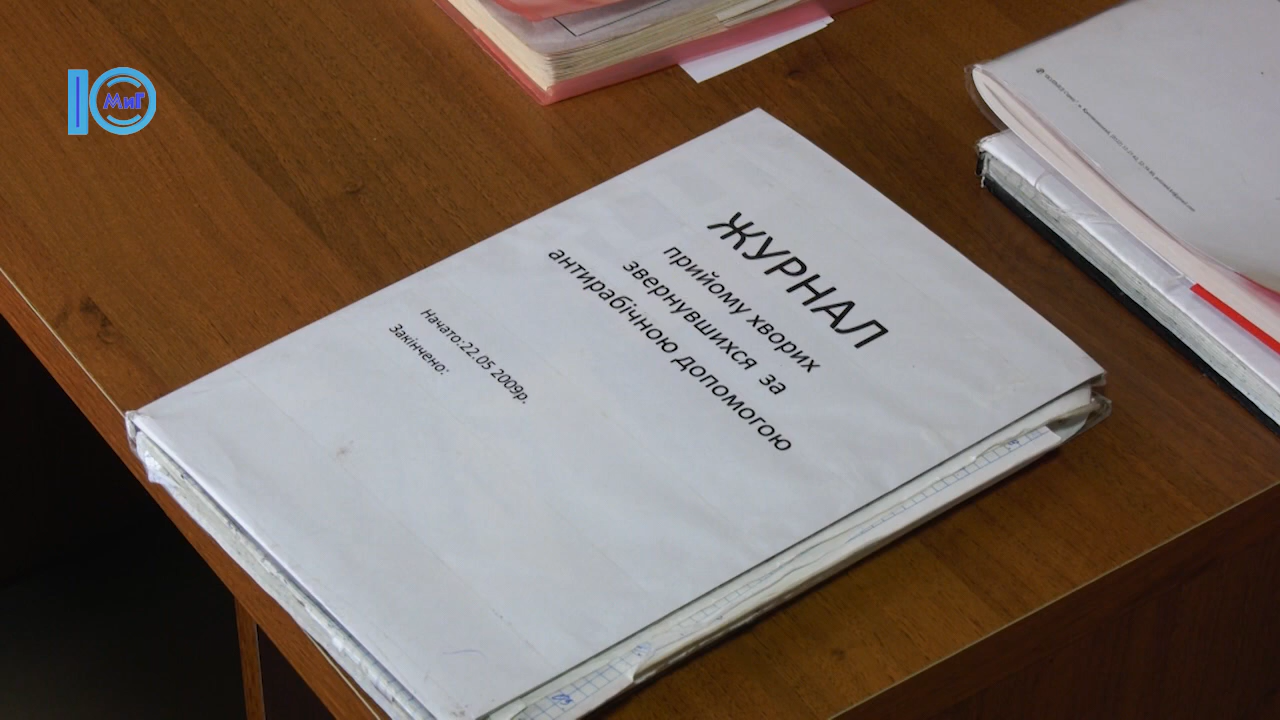 МиГ
ЖУРНАЛ
прийому хворих
звернувшихся за
антирабічною допомогою
Начато:22.05 2009р.
Закінчено: